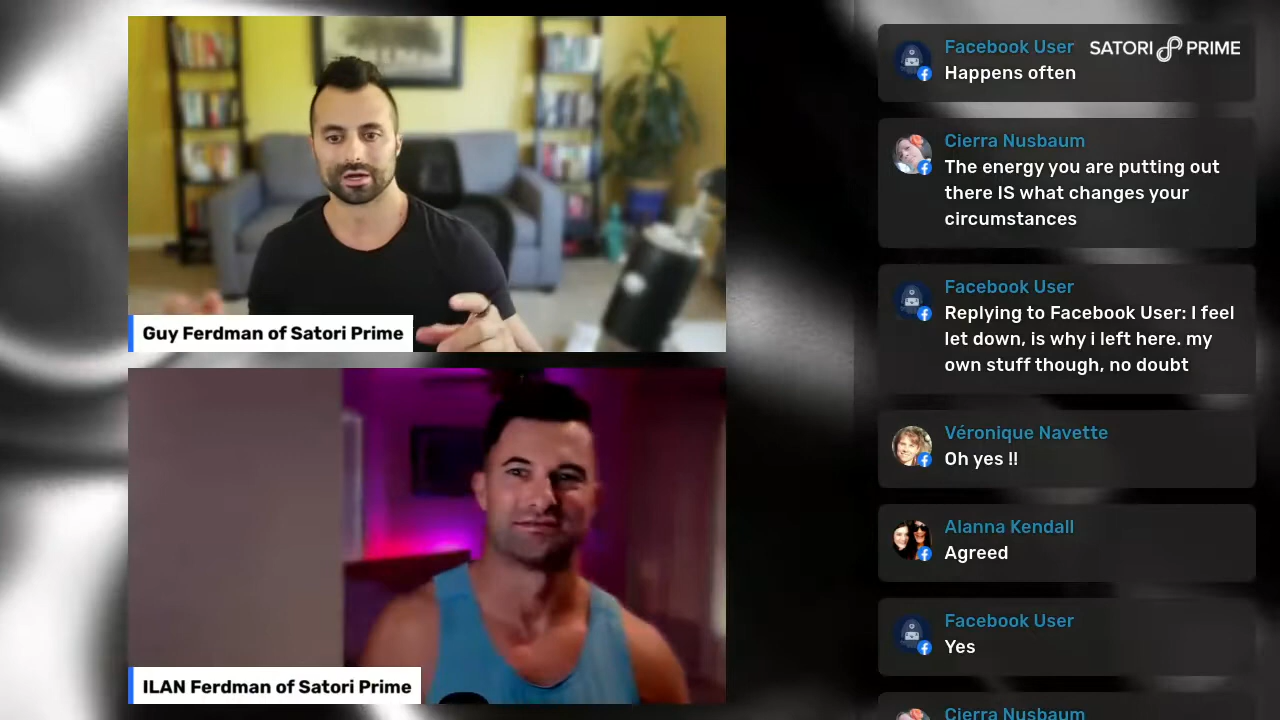 Guy Ferdman of Satori Prime
ILAN Ferdman of Satori Prime
SATORI PRIME
Facebook User
Happens often
Cierra Nusbaum
The energy you are putting out
there IS what changes your
circumstances
Facebook User
Replying to Facebook User: I feel
let down, is why i left here. my
own stuff though, no doubt
Véronique Navette
Oh yes !!
Alanna Kendall
Agreed
Facebook User
Yes
Cierra Nusbaum